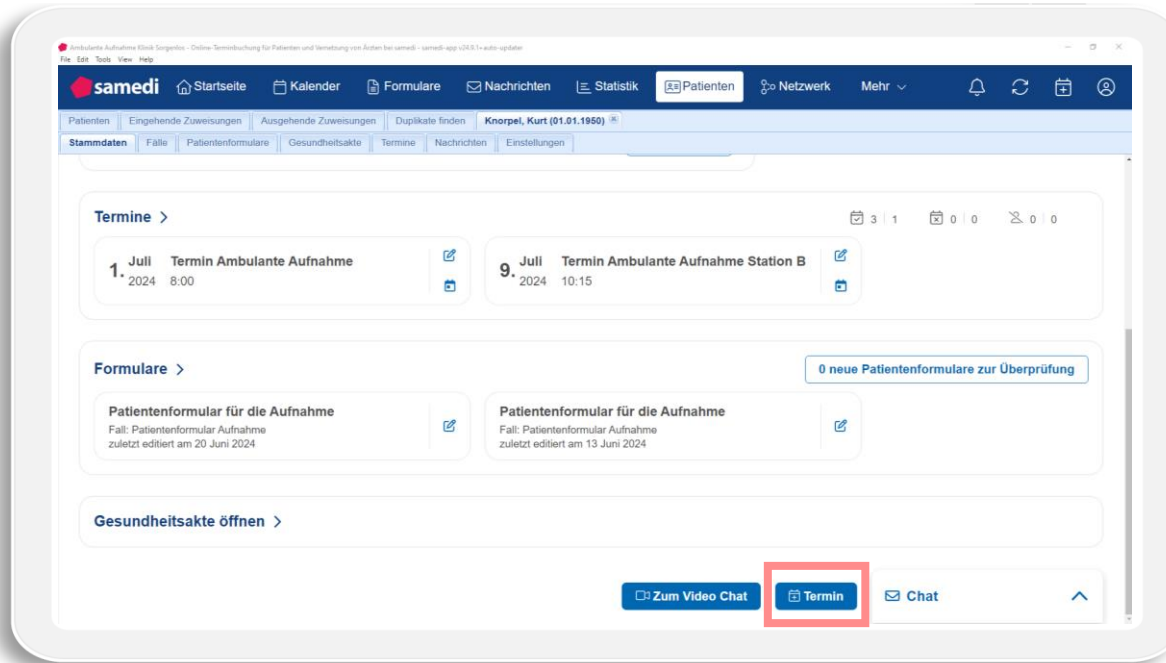 Ambulante Aufnahme Klinik Sorgenlos - Online-Terminbuchung für Patienten und Vernetzung von Ärzten bei samedi - samedi-app v24.9.1+auto-updater
File Edit Tools View Help
samedi Startseite Kalender Formulare Nachrichten Statistik Patienten Netzwerk Mehr
Patienten Eingehende Zuweisungen Ausgehende Zuweisungen Duplikate finden Knorpel, Kurt (01.01.1950)
Stammdaten Fälle Patientenformulare Gesundheitsakte Termine Nachrichten Einstellungen
Termine > 3 | 1 0 | 0 0 | 0
1. Juli 2024 Termin Ambulante Aufnahme 8:00
9. Juli 2024 Termin Ambulante Aufnahme Station B 10:15
Formulare > 0 neue Patientenformulare zur Überprüfung
Patientenformular für die Aufnahme
Fall: Patientenformular Aufnahme
zuletzt editiert am 20 Juni 2024
Patientenformular für die Aufnahme
Fall: Patientenformular Aufnahme
zuletzt editiert am 13 Juni 2024
Gesundheitsakte öffnen >
Zum Video Chat Termin Chat